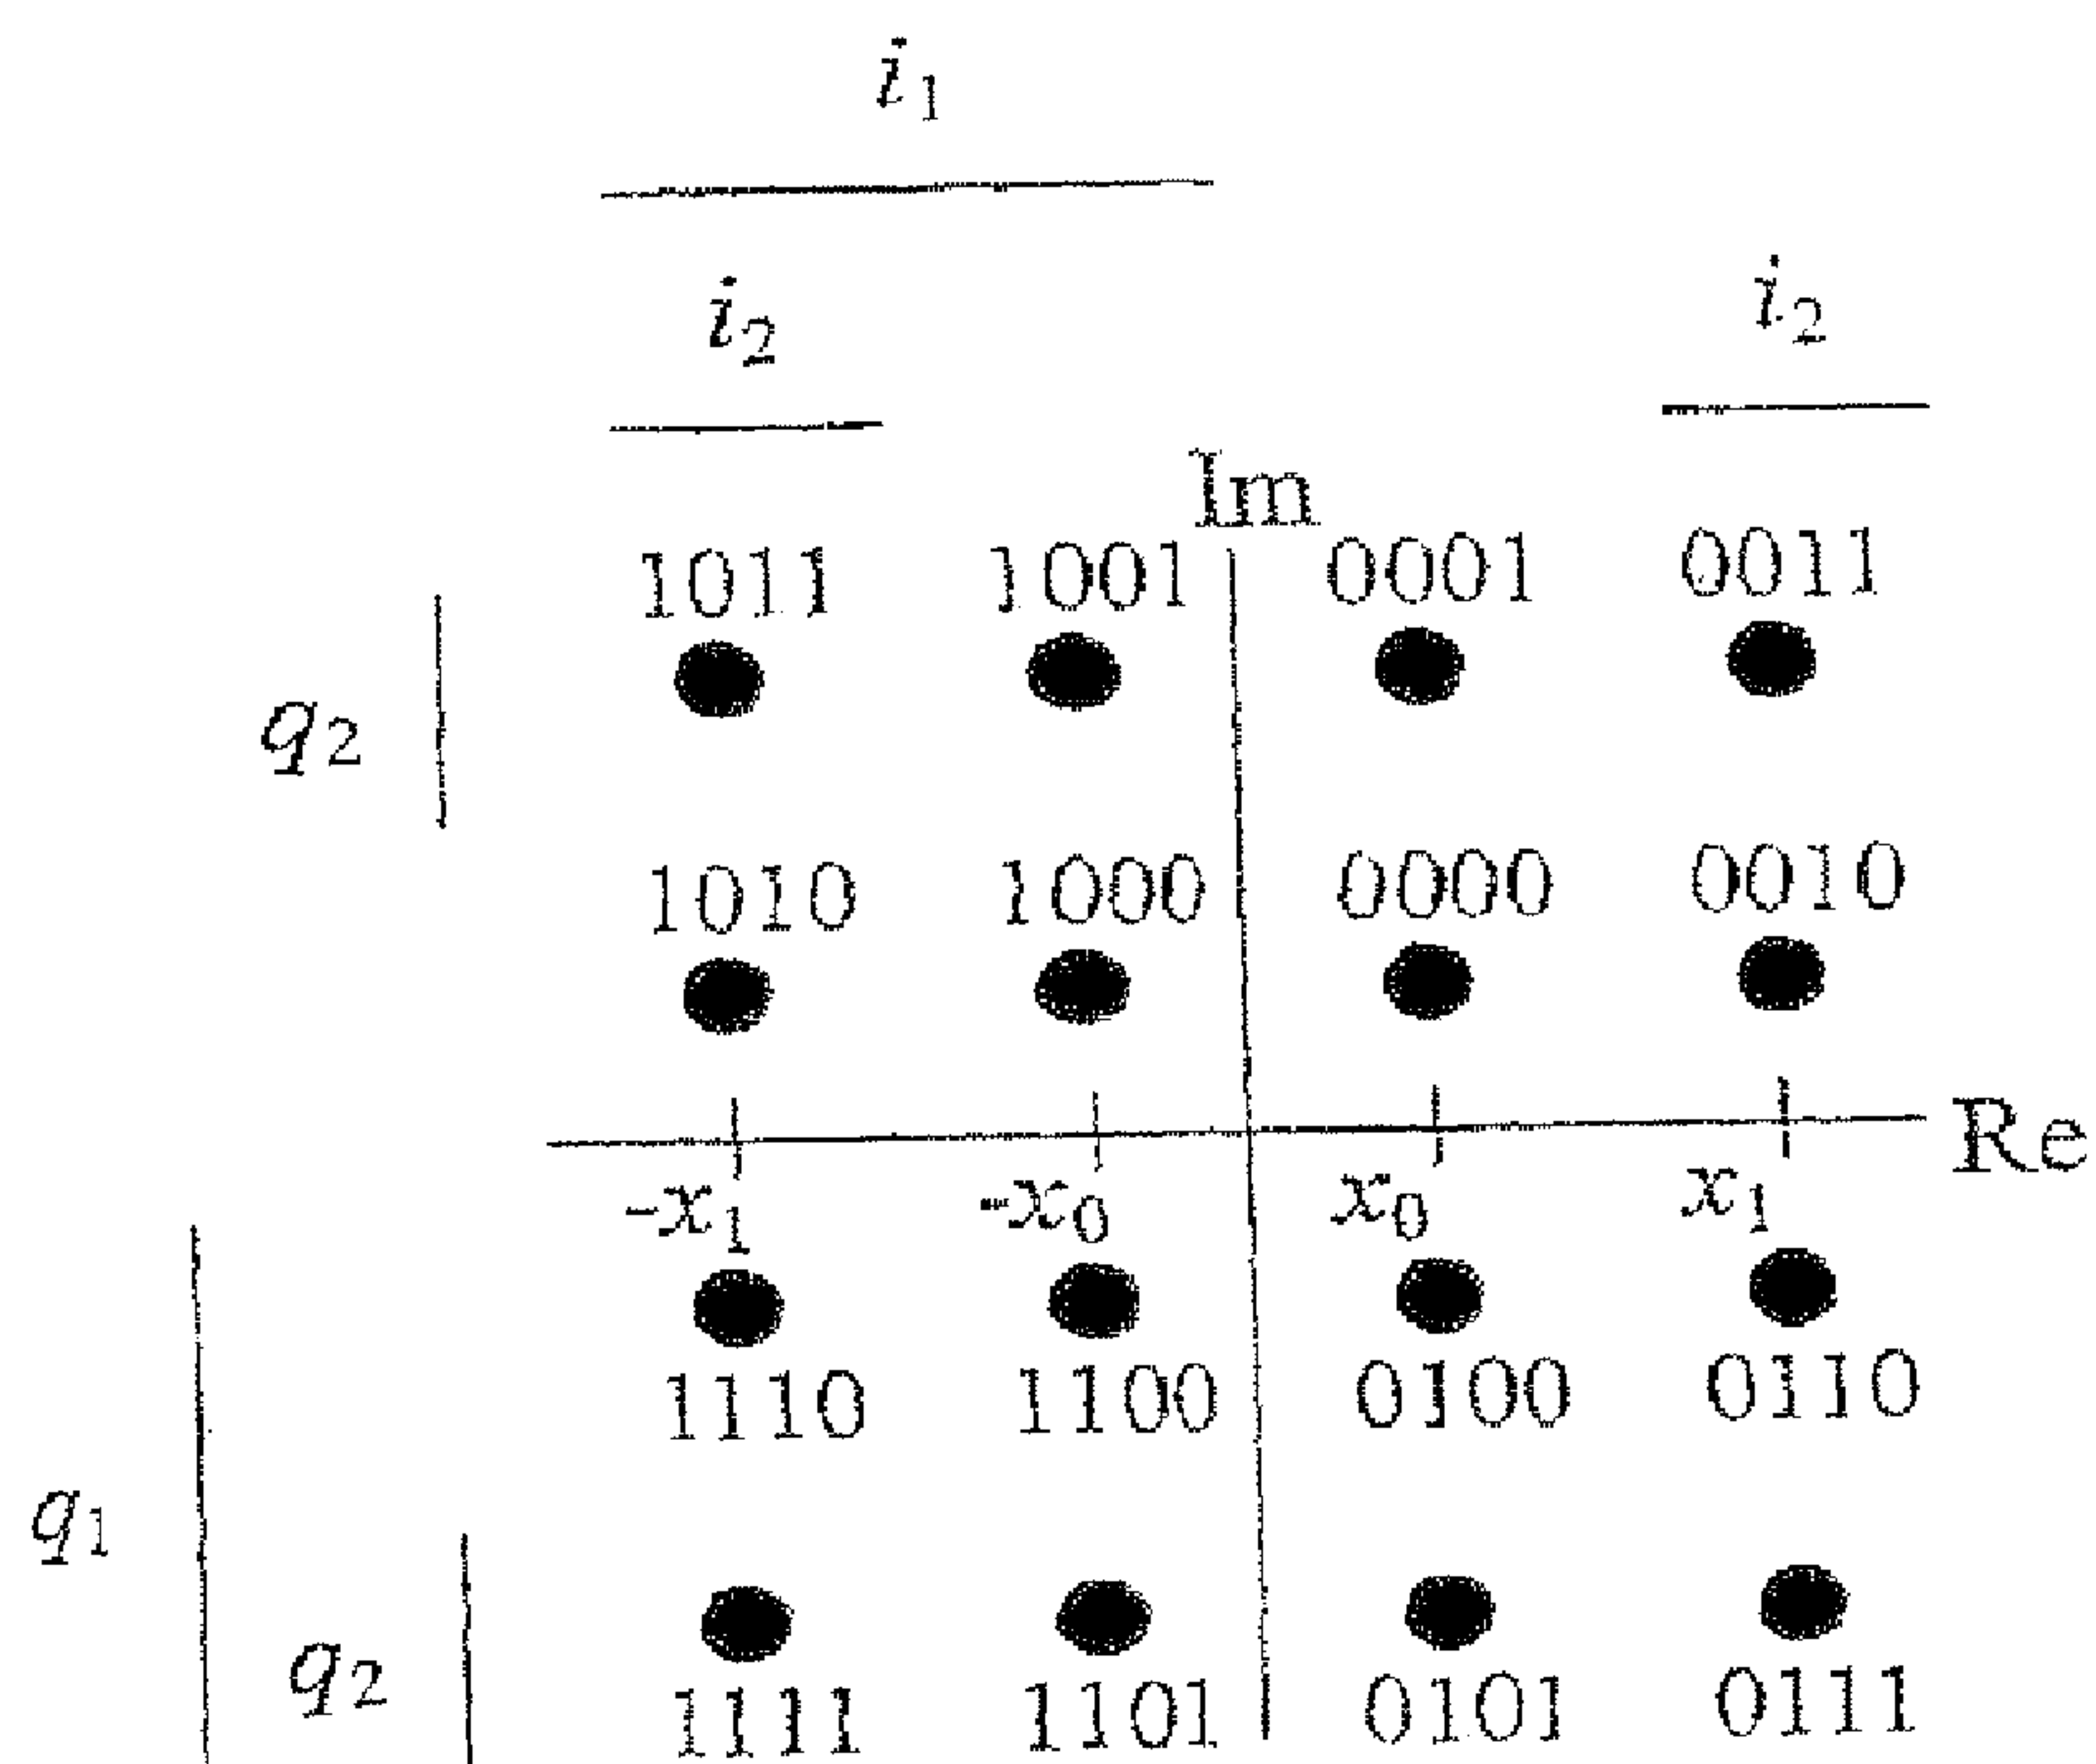 i₁
i₂ i₂
Im
1011 1001 0001 0011
q₂
1010 1000 0000 0010
Re
-x₁ -x₀ x₀ x₁
1110 1100 0100 0110
q₁
q₂
1111 1101 0101 0111